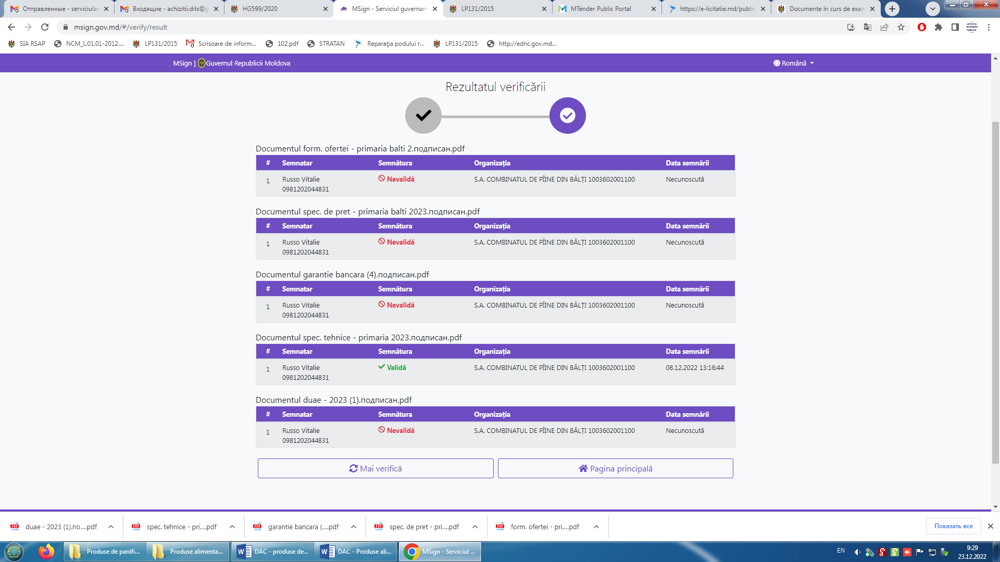 Отправленные - serviciulac
Входящие - achizitii.dits@g
HG599/2020
MSign - Serviciul guvernam
LP131/2015
MTender Public Portal
https://e-licitatie.md/public
Documente în curs de exam
msign.gov.md/#/verify/result
SIA RSAP
NCM_L.01.01-2012....
LP131/2015
Scrisoare de inform...
102.pdf
STRATAN
Reparaţia podului r...
LP131/2015
http://ednc.gov.md...
MSign | Guvernul Republicii Moldova
Română
Rezultatul verificării
Documentul form. ofertei - primaria balti 2.подписан.pdf
# Semnatar Semnătura Organizația Data semnării
1 Russo Vitalie Nevalidă S.A. COMBINATUL DE PÎINE DIN BĂLȚI 1003602001100 Necunoscută
0981202044831
Documentul spec. de pret - primaria balti 2023.подписан.pdf
# Semnatar Semnătura Organizația Data semnării
1 Russo Vitalie Nevalidă S.A. COMBINATUL DE PÎINE DIN BĂLȚI 1003602001100 Necunoscută
0981202044831
Documentul garantie bancara (4).подписан.pdf
# Semnatar Semnătura Organizația Data semnării
1 Russo Vitalie Nevalidă S.A. COMBINATUL DE PÎINE DIN BĂLȚI 1003602001100 Necunoscută
0981202044831
Documentul spec. tehnice - primaria 2023.подписан.pdf
# Semnatar Semnătura Organizația Data semnării
1 Russo Vitalie Validă S.A. COMBINATUL DE PÎINE DIN BĂLȚI 1003602001100 08.12.2022 13:16:44
0981202044831
Documentul duae - 2023 (1).подписан.pdf
# Semnatar Semnătura Organizația Data semnării
1 Russo Vitalie Nevalidă S.A. COMBINATUL DE PÎINE DIN BĂLȚI 1003602001100 Necunoscută
0981202044831
Mai verifică
Pagina principală
duae - 2023 (1).по....pdf
spec. tehnice - pri....pdf
garantie bancara (....pdf
spec. de pret - pri....pdf
form. ofertei - pri....pdf
Показать все
Produse de panifi...
Produse alimenta...
DAC - produse de...
DAC - Produse ali...
MSign - Serviciul ...
EN
9:29
23.12.2022